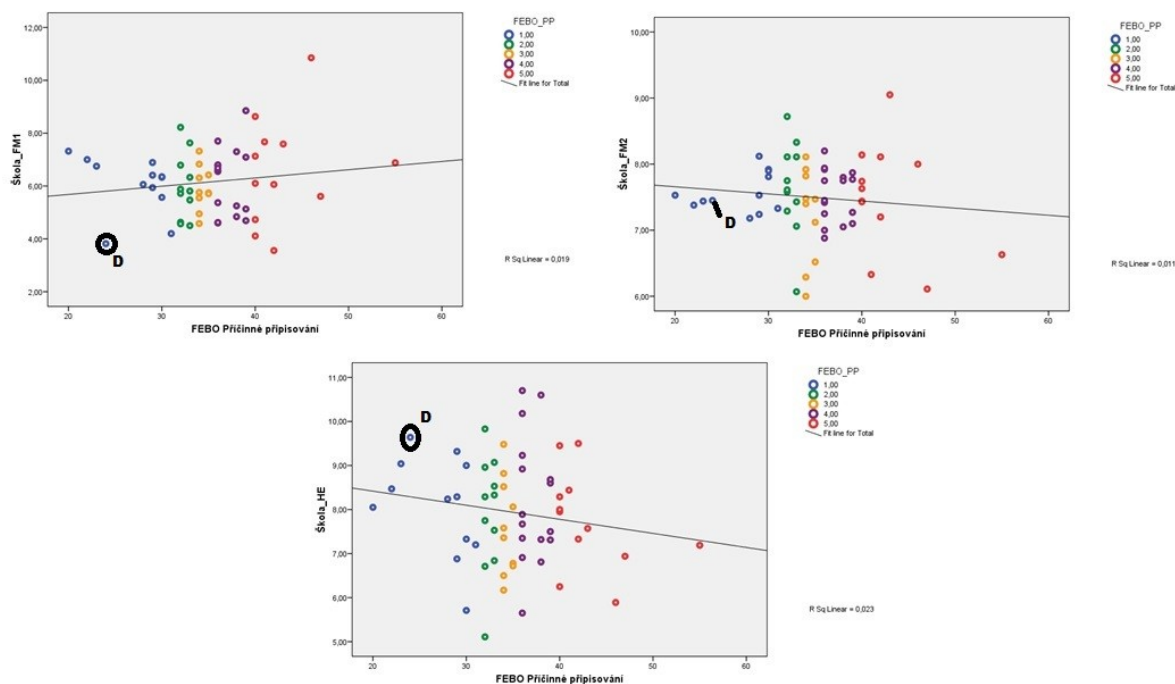 12,00
10,00
8,00
6,00
4,00
2,00
Škola_FM1
D
20 30 40 50 60
FEBO Příčinné připisování
FEBO_PP
1,00
2,00
3,00
4,00
5,00
Fit line for Total
R Sq Linear = 0,019
10,00
9,00
8,00
7,00
6,00
Škola_FM2
D
20 30 40 50 60
FEBO Příčinné připisování
FEBO_PP
1,00
2,00
3,00
4,00
5,00
Fit line for Total
R Sq Linear = 0,011
11,00
10,00
9,00
8,00
7,00
6,00
5,00
Škola_HE
D
20 30 40 50 60
FEBO Příčinné připisování
FEBO_PP
1,00
2,00
3,00
4,00
5,00
Fit line for Total
R Sq Linear = 0,023